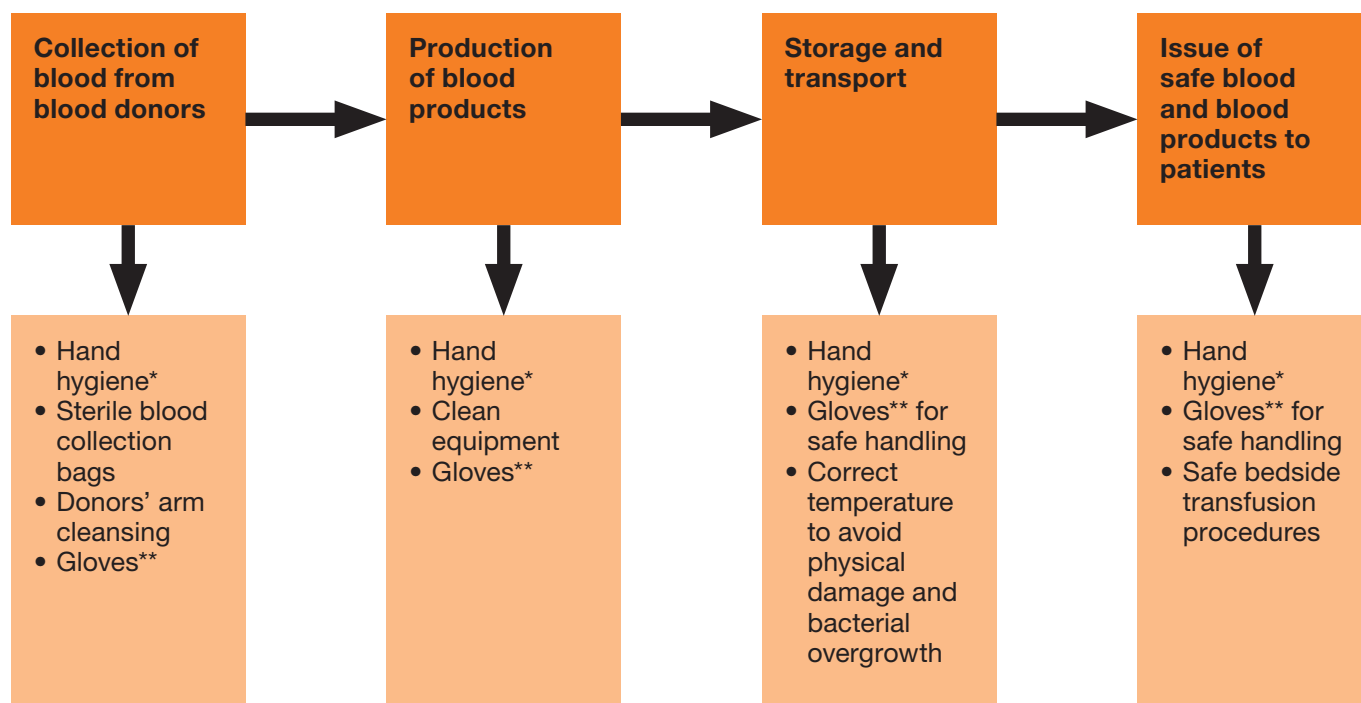 Collection of
blood from
blood donors
Production
of blood
products
Storage and
transport
Issue of
safe blood
and blood
products to
patients
• Hand
hygiene*
• Sterile blood
collection
bags
• Donors’ arm
cleansing
• Gloves**
• Hand
hygiene*
• Clean
equipment
• Gloves**
• Hand
hygiene*
• Gloves** for
safe handling
• Correct
temperature
to avoid
physical
damage and
bacterial
overgrowth
• Hand
hygiene*
• Gloves** for
safe handling
• Safe bedside
transfusion
procedures